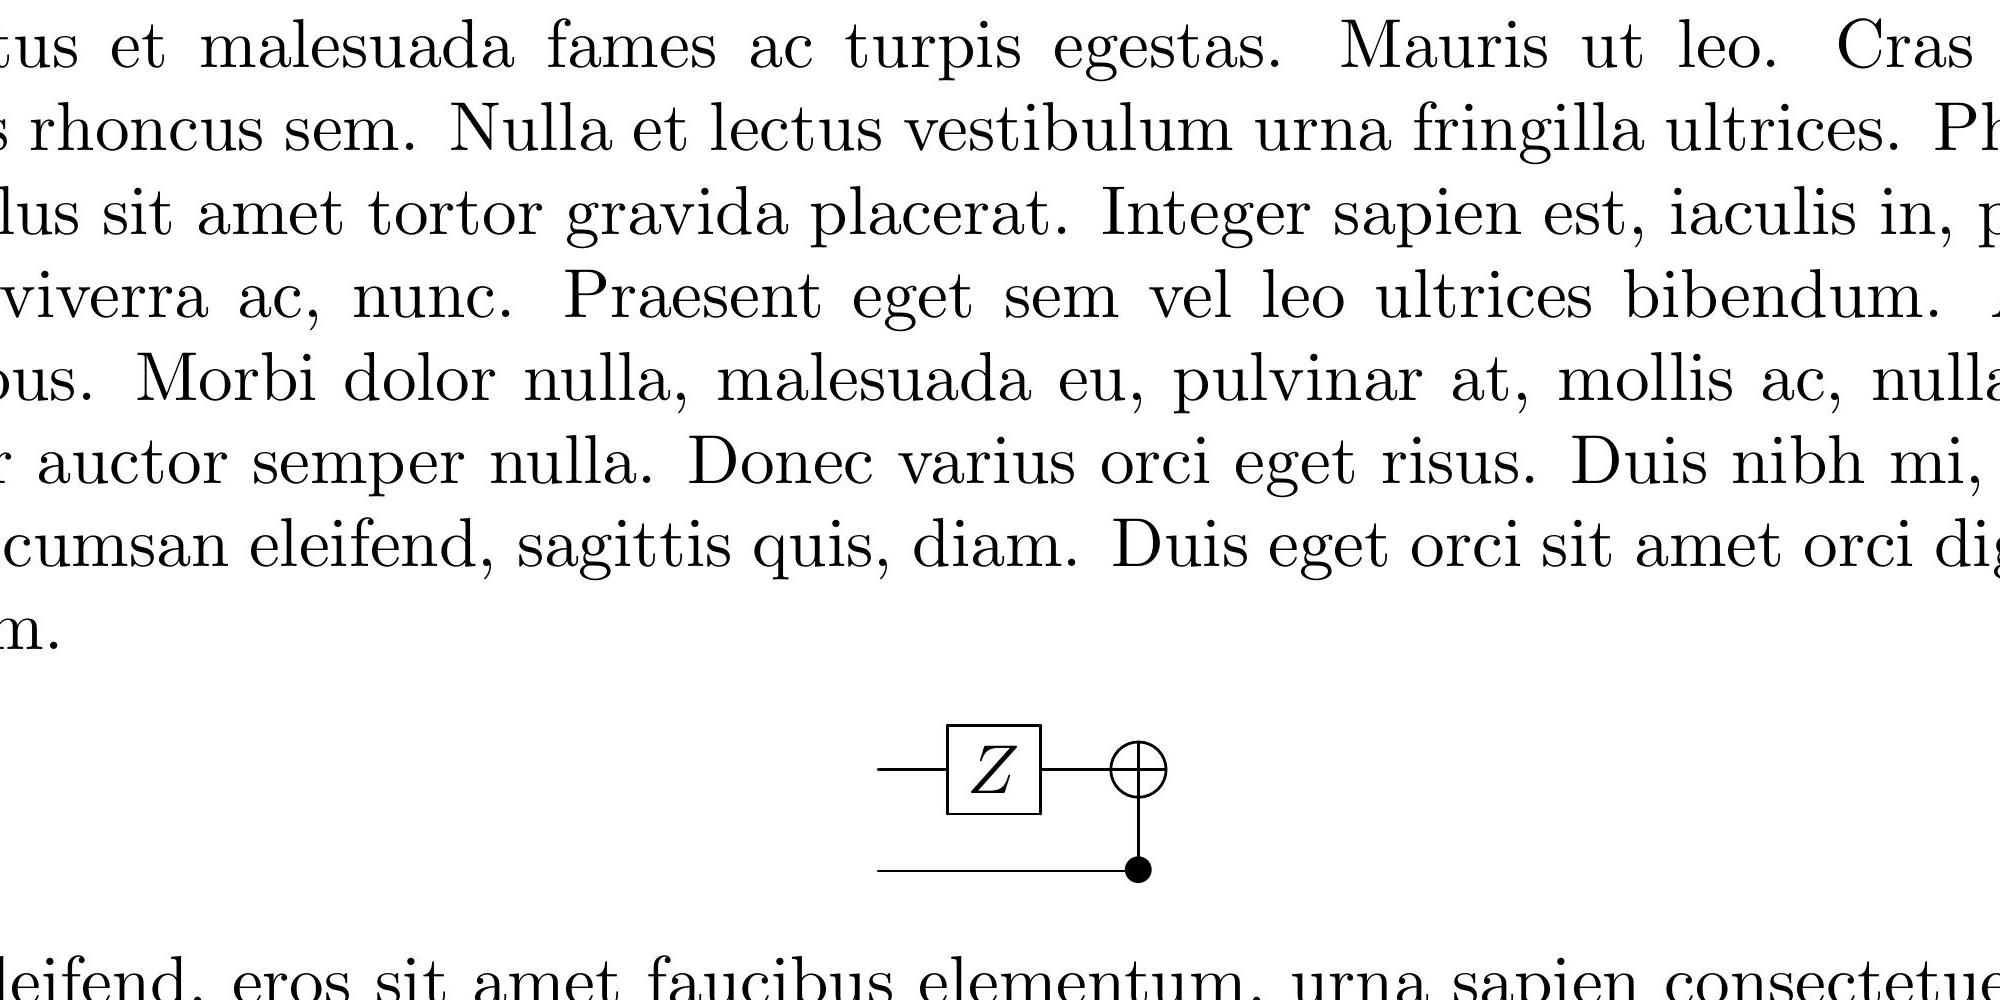 tus et malesuada fames ac turpis egestas. Mauris ut leo. Cras
s rhoncus sem. Nulla et lectus vestibulum urna fringilla ultrices. Ph
lus sit amet tortor gravida placerat. Integer sapien est, iaculis in, p
viverra ac, nunc. Praesent eget sem vel leo ultrices bibendum.
bus. Morbi dolor nulla, malesuada eu, pulvinar at, mollis ac, nulla
r auctor semper nulla. Donec varius orci eget risus. Duis nibh mi,
cumsan eleifend, sagittis quis, diam. Duis eget orci sit amet orci dig
m.
Z
leifend, eros sit amet faucibus elementum, urna sapien consectetue